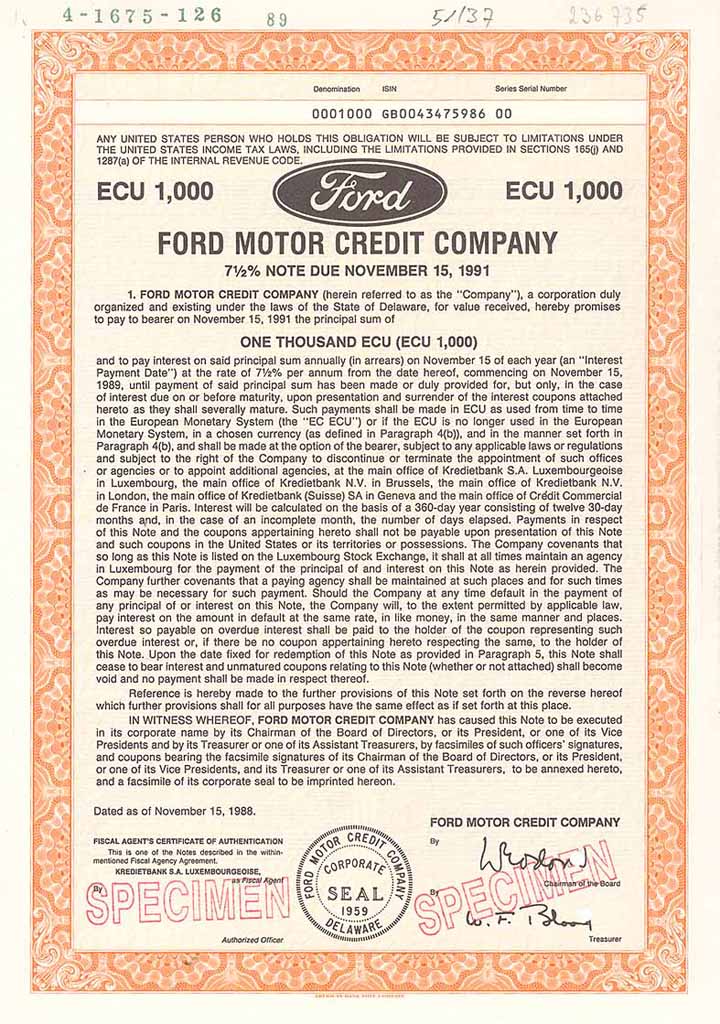 4-1675-126 89 51/37 236 735
Denomination ISIN Series Serial Number
0001000 GB0043475986 00
ANY UNITED STATES PERSON WHO HOLDS THIS OBLIGATION WILL BE SUBJECT TO LIMITATIONS UNDER
THE UNITED STATES INCOME TAX LAWS, INCLUDING THE LIMITATIONS PROVIDED IN SECTIONS 165(j) AND
1287(a) OF THE INTERNAL REVENUE CODE.
ECU 1,000 Ford ECU 1,000
FORD MOTOR CREDIT COMPANY
7½% NOTE DUE NOVEMBER 15, 1991
1. FORD MOTOR CREDIT COMPANY (herein referred to as the "Company"), a corporation duly
organized and existing under the laws of the State of Delaware, for value received, hereby promises
to pay to bearer on November 15, 1991 the principal sum of
ONE THOUSAND ECU (ECU 1,000)
and to pay interest on said principal sum annually (in arrears) on November 15 of each year (an "Interest
Payment Date") at the rate of 7½% per annum from the date hereof, commencing on November 15,
1989, until payment of said principal sum has been made or duly provided for, but only, in the case
of interest due on or before maturity, upon presentation and surrender of the interest coupons attached
hereto as they shall severally mature. Such payments shall be made in ECU as used from time to time
in the European Monetary System (the "EC ECU") or if the ECU is no longer used in the European
Monetary System, in a chosen currency (as defined in Paragraph 4(b)), and in the manner set forth in
Paragraph 4(b), and shall be made at the option of the bearer, subject to any applicable laws or regulations
and subject to the right of the Company to discontinue or terminate the appointment of such offices
or agencies or to appoint additional agencies, at the main office of Kredietbank S.A. Luxembourgeoise
in Luxembourg, the main office of Kredietbank N.V. in Brussels, the main office of Kredietbank N.V.
in London, the main office of Kredietbank (Suisse) SA in Geneva and the main office of Crédit Commercial
de France in Paris. Interest will be calculated on the basis of a 360-day year consisting of twelve 30-day
months and, in the case of an incomplete month, the number of days elapsed. Payments in respect
of this Note and the coupons appertaining hereto shall not be payable upon presentation of this Note
and such coupons in the United States or its territories or possessions. The Company covenants that
so long as this Note is listed on the Luxembourg Stock Exchange, it shall at all times maintain an agency
in Luxembourg for the payment of the principal of and interest on this Note as herein provided. The
Company further covenants that a paying agency shall be maintained at such places and for such times
as may be necessary for such payment. Should the Company at any time default in the payment of
any principal of or interest on this Note, the Company will, to the extent permitted by applicable law,
pay interest on the amount in default at the same rate, in like money, in the same manner and places.
Interest so payable on overdue interest shall be paid to the holder of the coupon representing such
overdue interest or, if there be no coupon appertaining hereto respecting the same, to the holder of
this Note. Upon the date fixed for redemption of this Note as provided in Paragraph 5, this Note shall
cease to bear interest and unmatured coupons relating to this Note (whether or not attached) shall become
void and no payment shall be made in respect thereof.
Reference is hereby made to the further provisions of this Note set forth on the reverse hereof
which further provisions shall for all purposes have the same effect as if set forth at this place.
IN WITNESS WHEREOF, FORD MOTOR CREDIT COMPANY has caused this Note to be executed
in its corporate name by its Chairman of the Board of Directors, or its President, or one of its Vice
Presidents and by its Treasurer or one of its Assistant Treasurers, by facsimiles of such officers' signatures,
and coupons bearing the facsimile signatures of its Chairman of the Board of Directors, or its President,
or one of its Vice Presidents, and its Treasurer or one of its Assistant Treasurers, to be annexed hereto,
and a facsimile of its corporate seal to be imprinted hereon.
Dated as of November 15, 1988.
FORD MOTOR CREDIT COMPANY
FISCAL AGENT'S CERTIFICATE OF AUTHENTICATION
This is one of the Notes described in the within-
mentioned Fiscal Agency Agreement.
KREDIETBANK S.A. LUXEMBOURGEOISE,
as Fiscal Agent
By
SPECIMEN
Authorized Officer
FORD MOTOR CREDIT COMPANY
CORPORATE
SEAL
1959
DELAWARE
By
Chairman of the Board
SPECIMEN
By
W. F. Bloom
Treasurer
AMERICAN BANK NOTE COMPANY